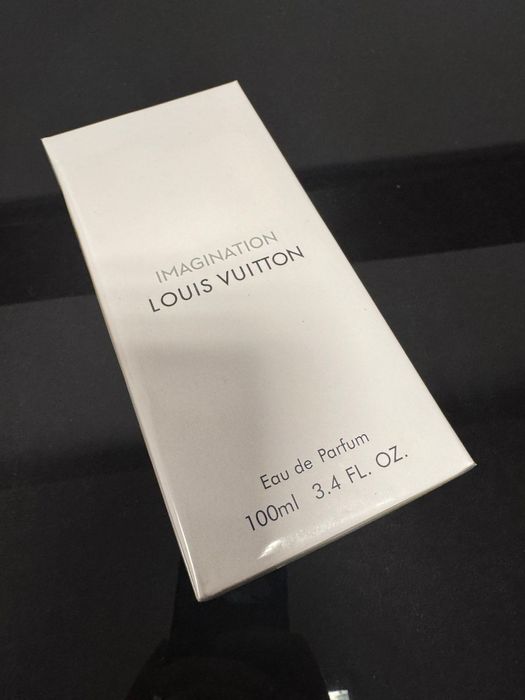 IMAGINATION
LOUIS VUITTON
Eau de Parfum
100ml 3.4 FL. OZ.